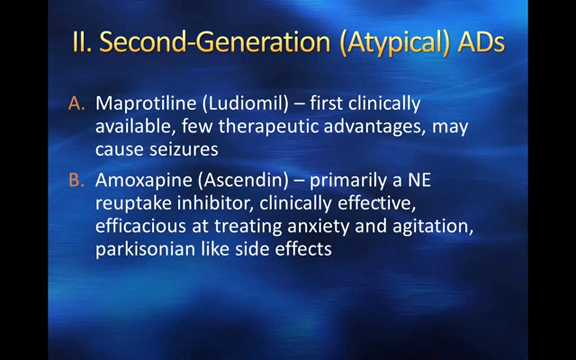 II. Second-Generation (Atypical) ADs
A. Maprotiline (Ludiomil) – first clinically
available, few therapeutic advantages, may
cause seizures
B. Amoxapine (Ascendin) – primarily a NE
reuptake inhibitor, clinically effective,
efficacious at treating anxiety and agitation,
parkisonian like side effects